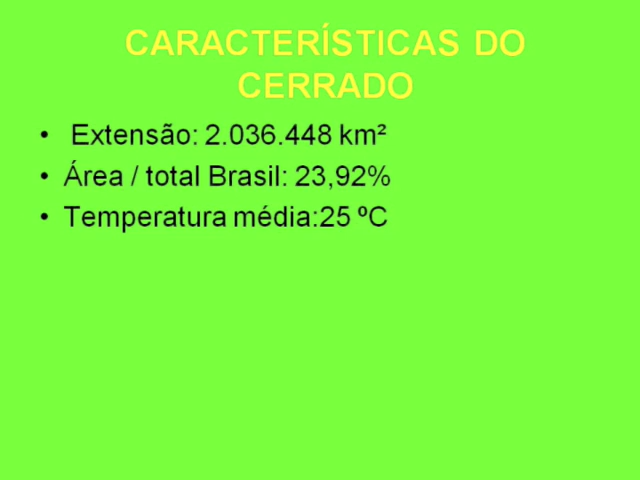 CARACTERÍSTICAS DO
CERRADO
• Extensão: 2.036.448 km²
• Área / total Brasil: 23,92%
• Temperatura média:25 ºC